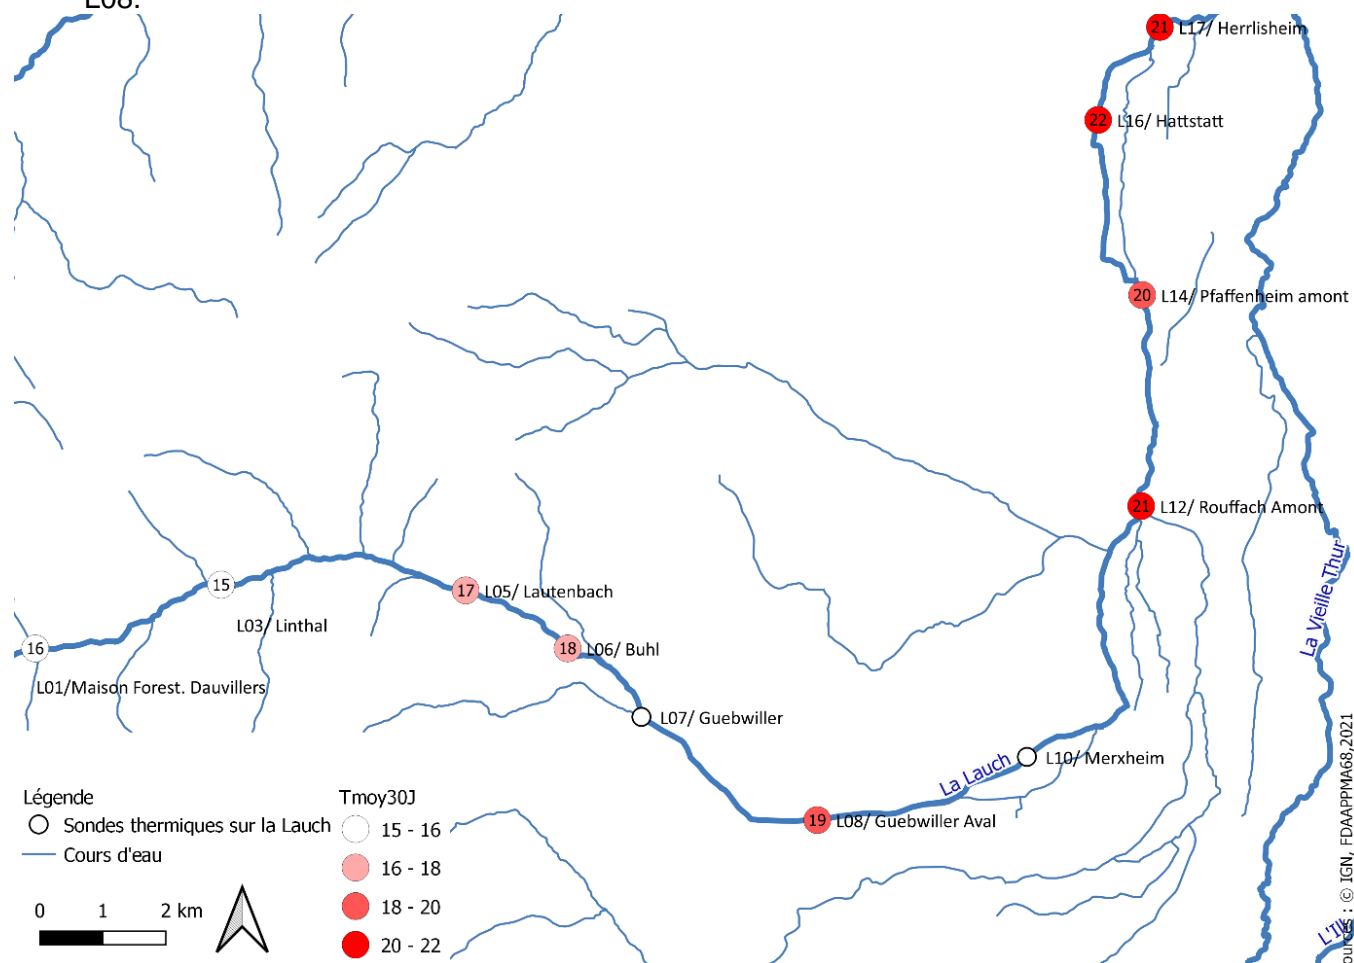 L08.
21 L17/ Herrlisheim
22 L16/ Hattstatt
20 L14/ Pfaffenheim amont
21 L12/ Rouffach Amont
15
L03/ Linthal
17 L05/ Lautenbach
18 L06/ Buhl
16
L01/Maison Forest. Dauvillers
L07/ Guebwiller
La Vieille Thur
La Lauch
L10/ Merxheim
19 L08/ Guebwiller Aval
L'Ill
Légende
Sondes thermiques sur la Lauch
Cours d'eau
0 1 2 km
Tmoy30J
15 - 16
16 - 18
18 - 20
20 - 22
ources : © IGN, FDAAPPMA68,2021